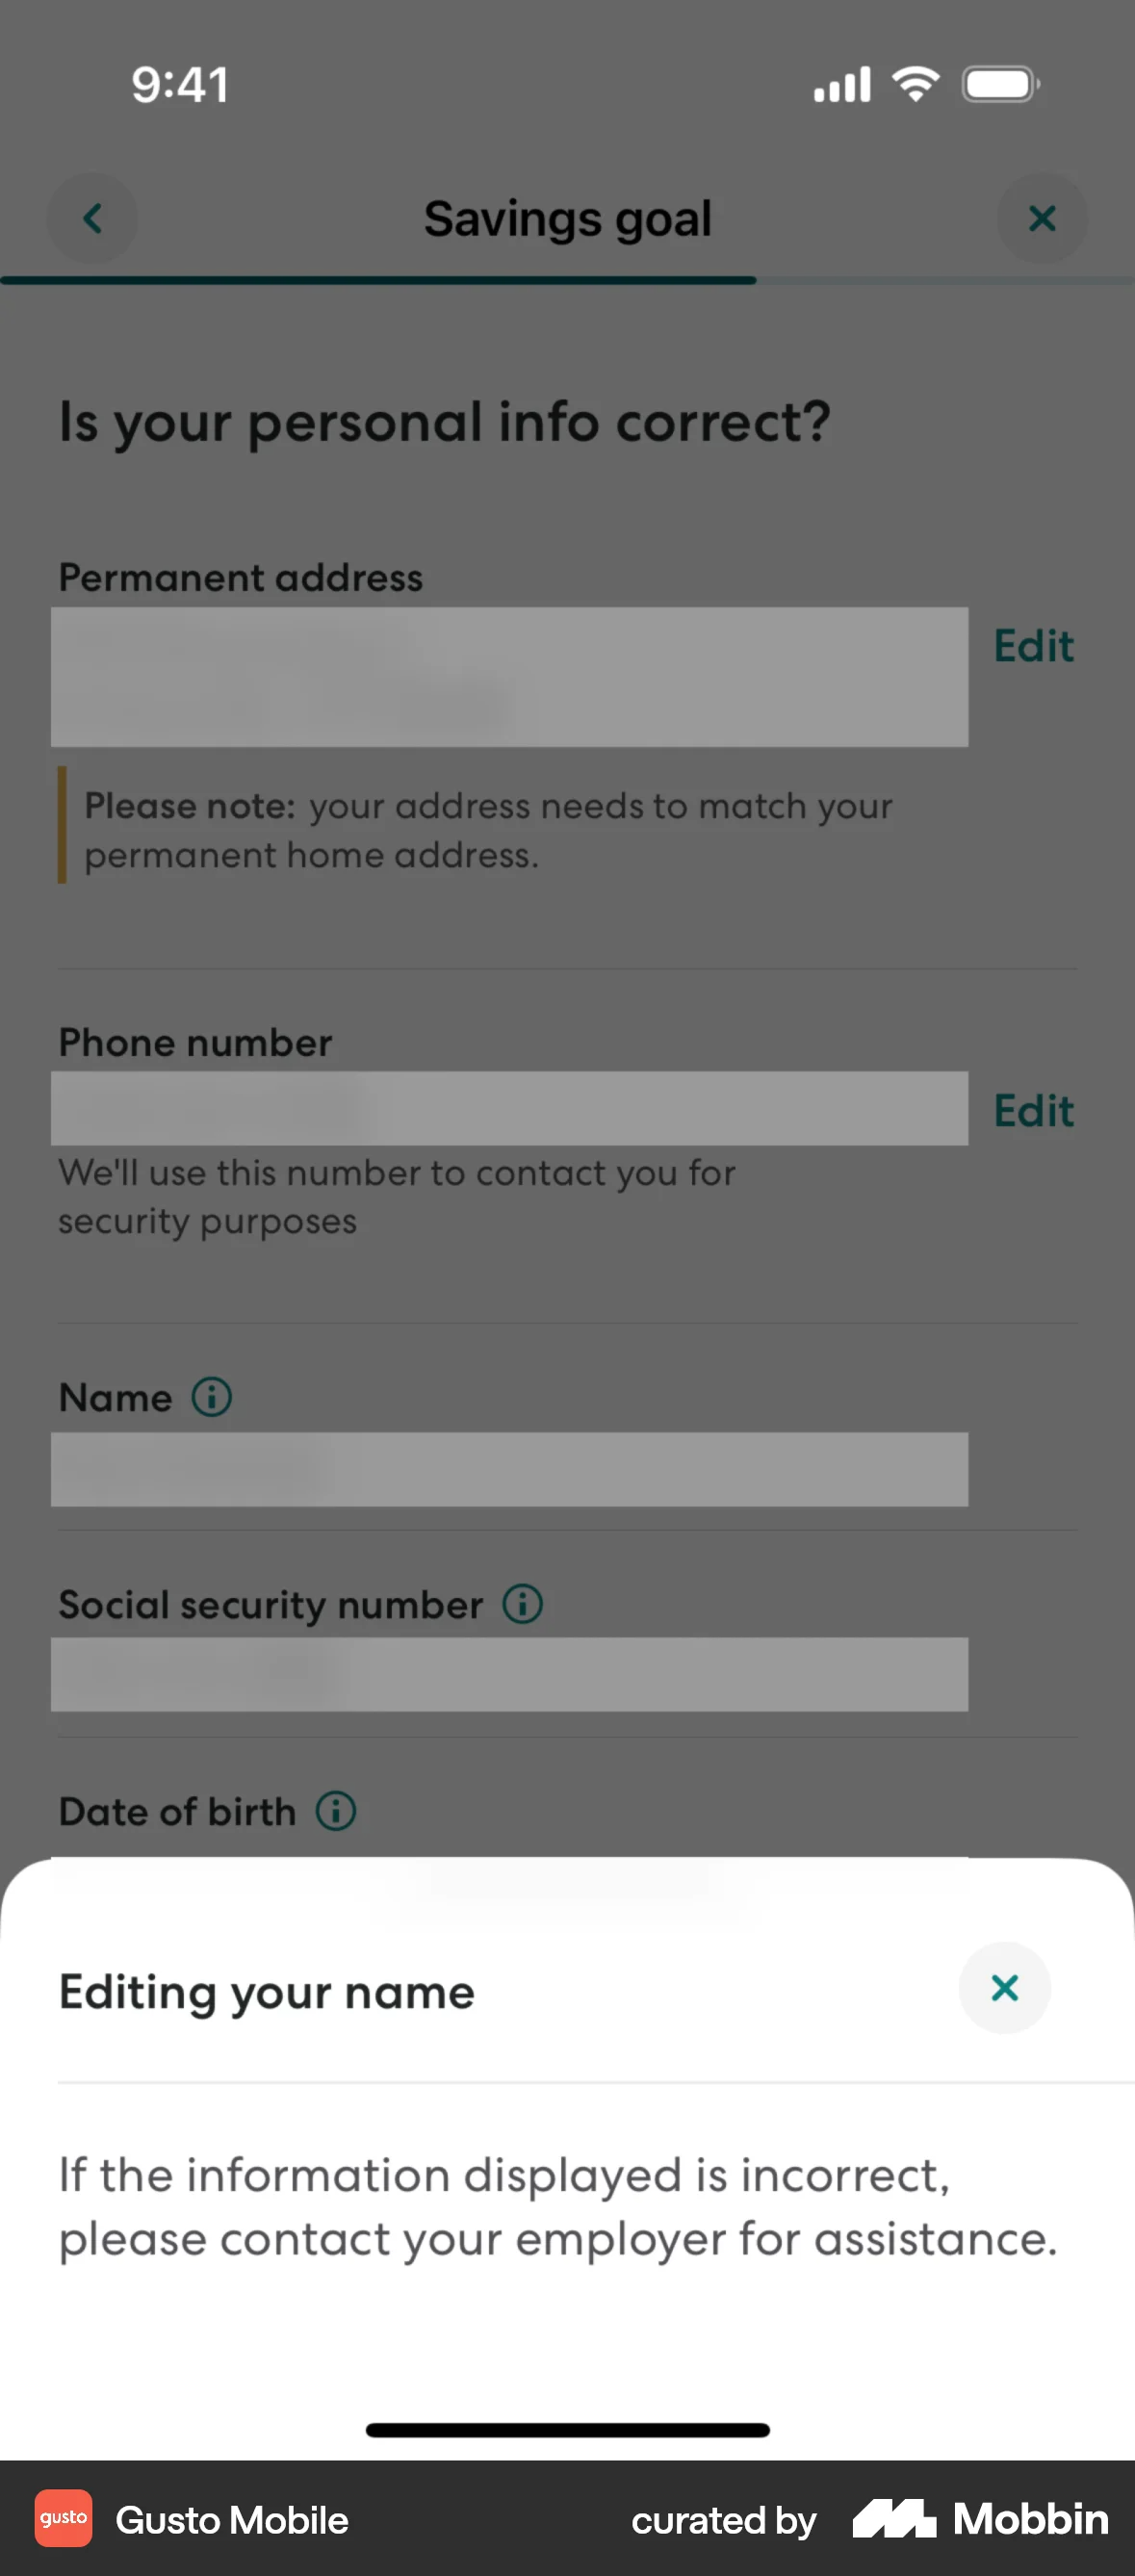 9:41
Savings goal
Is your personal info correct?
Permanent address
Edit
Please note: your address needs to match your
permanent home address.
Phone number
Edit
We'll use this number to contact you for
security purposes
Name
Social security number
Date of birth
Editing your name
If the information displayed is incorrect,
please contact your employer for assistance.
gusto Gusto Mobile
curated by Mobbin